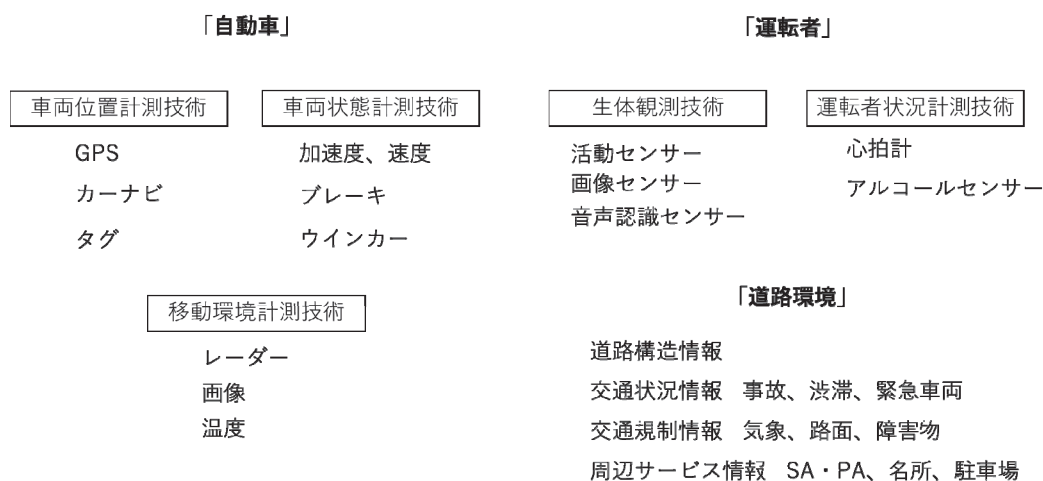 「自動車」
車両位置計測技術
GPS
カーナビ
タグ
車両状態計測技術
加速度、速度
ブレーキ
ウインカー
移動環境計測技術
レーダー
画像
温度
「運転者」
生体観測技術
活動センサー
画像センサー
音声認識センサー
運転者状況計測技術
心拍計
アルコールセンサー
「道路環境」
道路構造情報
交通状況情報 事故、渋滞、緊急車両
交通規制情報 気象、路面、障害物
周辺サービス情報 SA・PA、名所、駐車場